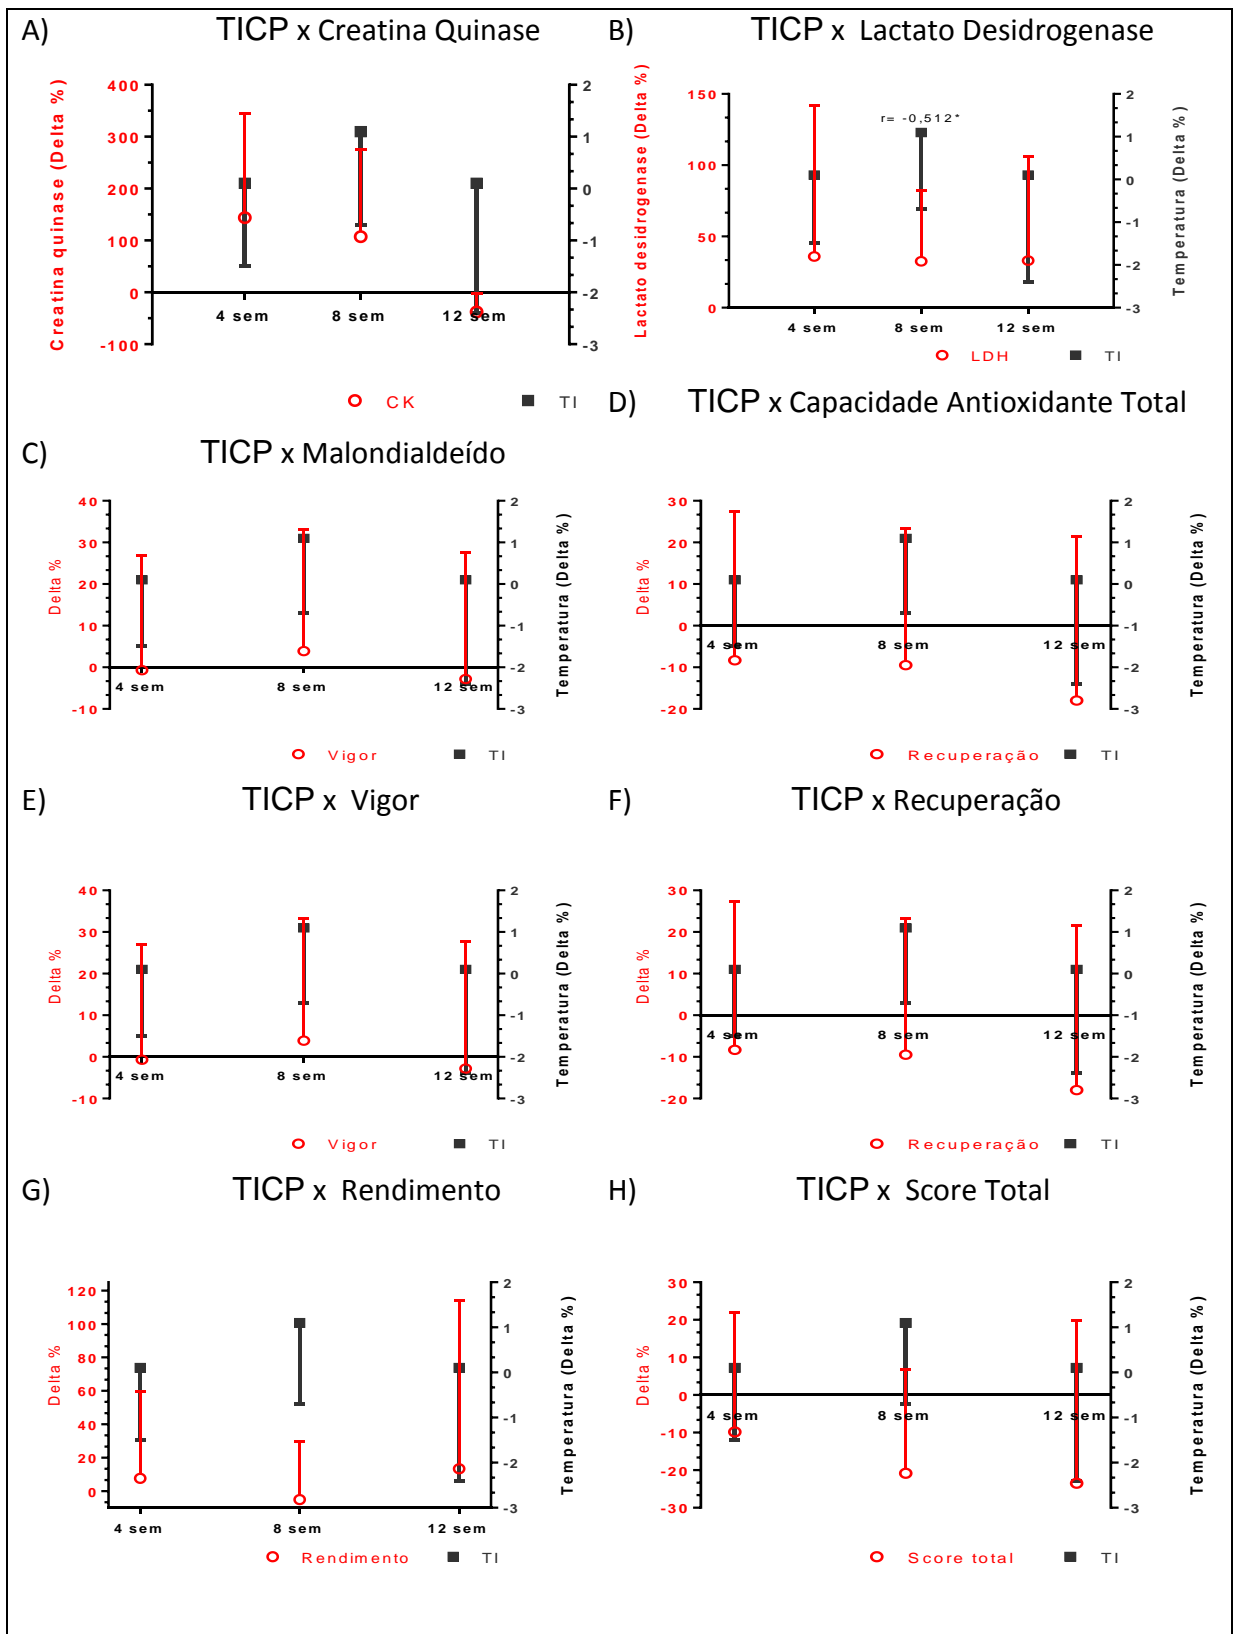 A) TICP x Creatina Quinase
Creatina quinase (Delta %)
400
300
200
100
0
-100
2
1
0
-1
-2
-3
4 sem 8 sem 12 sem
CK TI
B) TICP x Lactato Desidrogenase
Lactato desidrogenase (Delta %)
150
100
50
0
r= -0,512*
2
1
0
-1
-2
-3
Temperatura (Delta %)
4 sem 8 sem 12 sem
LDH TI
C) TICP x Malondialdeído
Delta %
40
30
20
10
0
-10
2
1
0
-1
-2
-3
Temperatura (Delta %)
4 sem 8 sem 12 sem
Vigor TI
D) TICP x Capacidade Antioxidante Total
Delta %
30
20
10
0
-10
-20
2
1
0
-1
-2
-3
Temperatura (Delta %)
4 sem 8 sem 12 sem
Recuperação TI
E) TICP x Vigor
Delta %
40
30
20
10
0
-10
2
1
0
-1
-2
-3
Temperatura (Delta %)
4 sem 8 sem 12 sem
Vigor TI
F) TICP x Recuperação
Delta %
30
20
10
0
-10
-20
2
1
0
-1
-2
-3
Temperatura (Delta %)
4 sem 8 sem 12 sem
Recuperação TI
G) TICP x Rendimento
Delta %
120
100
80
60
40
20
0
2
1
0
-1
-2
-3
Temperatura (Delta %)
4 sem 8 sem 12 sem
Rendimento TI
H) TICP x Score Total
Delta %
30
20
10
0
-10
-20
-30
2
1
0
-1
-2
-3
Temperatura (Delta %)
4 sem 8 sem 12 sem
Score total TI